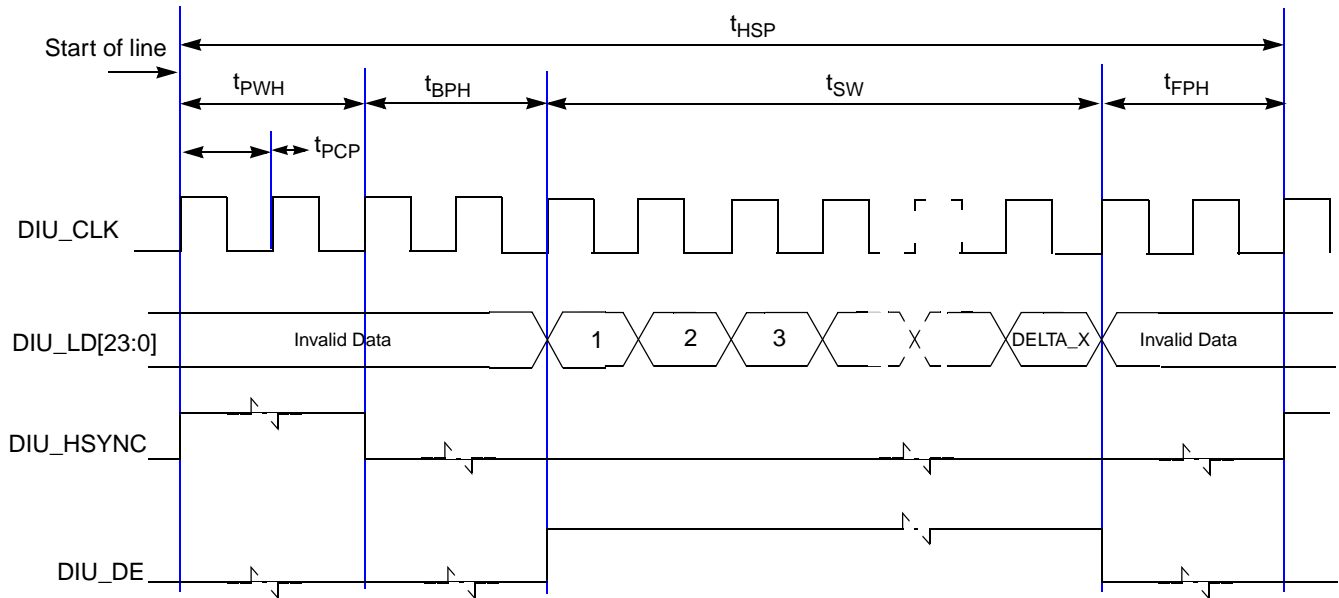 tHSP
Start of line
tPWH tBPH tSW tFPH
tPCP
DIU_CLK
DIU_LD[23:0] Invalid Data 1 2 3 DELTA_X Invalid Data
DIU_HSYNC
DIU_DE